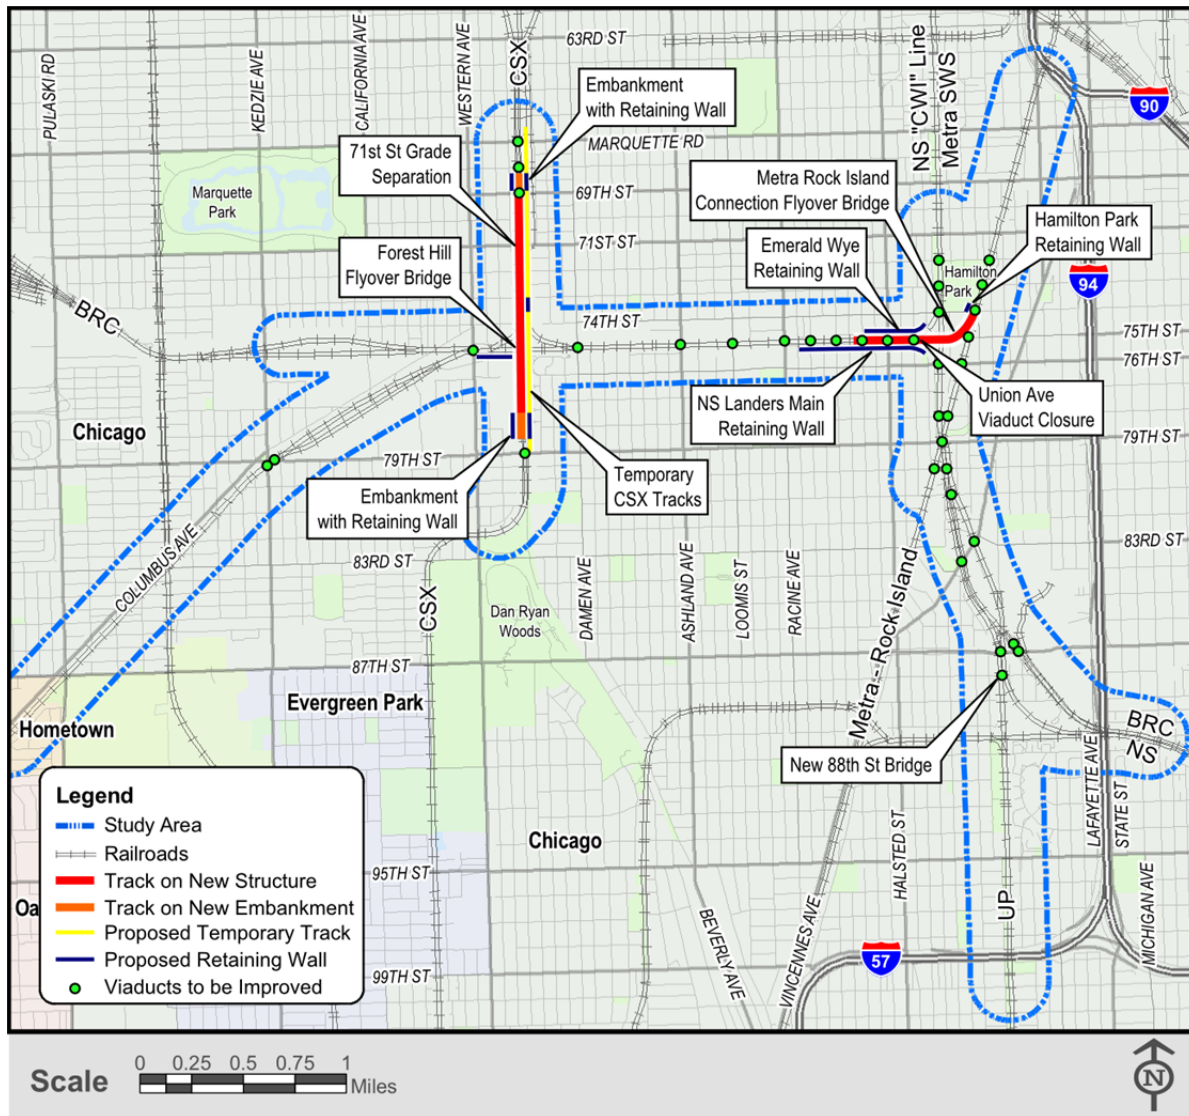 63RD ST
PULASKI RD
KEDZIE AVE
CALIFORNIA AVE
WESTERN AVE
CSX
NS "CWI" Line
Metra SWS
90
Embankment
with Retaining Wall
MARQUETTE RD
71st St Grade
Separation
Marquette
Park
69TH ST
Metra Rock Island
Connection Flyover Bridge
Hamilton Park
Retaining Wall
71ST ST
Forest Hill
Flyover Bridge
Emerald Wye
Retaining Wall
Hamilton
Park
94
BRC
74TH ST
75TH ST
76TH ST
Chicago
NS Landers Main
Retaining Wall
Union Ave
Viaduct Closure
79TH ST
79TH ST
Embankment
with Retaining Wall
Temporary
CSX Tracks
COLUMBUS AVE
83RD ST
83RD ST
CSX
Dan Ryan
Woods
DAMEN AVE
ASHLAND AVE
LOOMIS ST
RACINE AVE
Metra - Rock Island
87TH ST
Evergreen Park
Hometown
BRC
NS
New 88th St Bridge
LAFAYETTE AVE
STATE ST
Chicago
HALSTED ST
95TH ST
Oa
UP
MICHIGAN AVE
BEVERLY AVE
VINCENNES AVE
57
99TH ST
Legend
Study Area
Railroads
Track on New Structure
Track on New Embankment
Proposed Temporary Track
Proposed Retaining Wall
Viaducts to be Improved
Scale
0 0.25 0.5 0.75 1
Miles
N